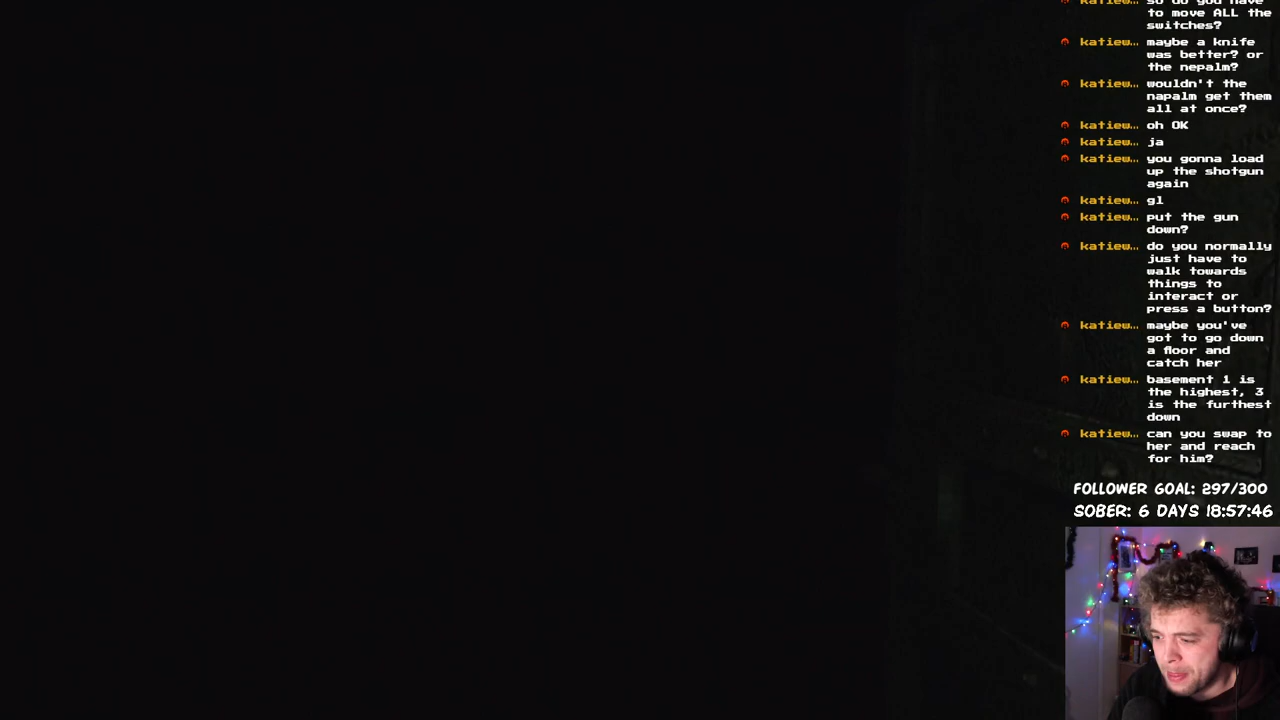 katiew… so do you have
to move ALL the
switches?
katiew… maybe a knife
was better? or
the nepalm?
katiew… wouldn't the
napalm get them
all at once?
katiew… oh OK
katiew… ja
katiew… you gonna load
up the shotgun
again
katiew… gl
katiew… put the gun
down?
katiew… do you normally
just have to
walk towards
things to
interact or
press a button?
katiew… maybe you've
got to go down
a floor and
catch her
katiew… basement 1 is
the highest, 3
is the furthest
down
katiew… can you swap to
her and reach
for him?
FOLLOWER GOAL: 297/300
SOBER: 6 DAYS 18:57:46